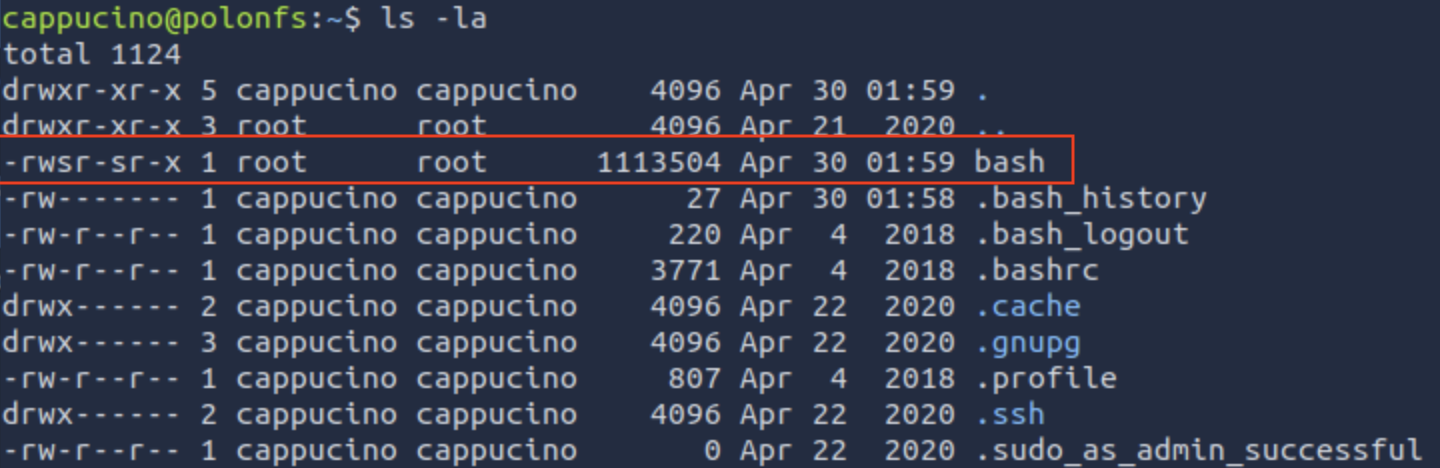 cappucino@polonfs:~$ ls -la
total 1124
drwxr-xr-x 5 cappucino cappucino    4096 Apr 30 01:59 .
drwxr-xr-x 3 root      root         4096 Apr 21  2020 ..
-rwsr-sr-x 1 root      root      1113504 Apr 30 01:59 bash
-rw------- 1 cappucino cappucino      27 Apr 30 01:58 .bash_history
-rw-r--r-- 1 cappucino cappucino     220 Apr  4  2018 .bash_logout
-rw-r--r-- 1 cappucino cappucino    3771 Apr  4  2018 .bashrc
drwx------ 2 cappucino cappucino    4096 Apr 22  2020 .cache
drwx------ 3 cappucino cappucino    4096 Apr 22  2020 .gnupg
-rw-r--r-- 1 cappucino cappucino     807 Apr  4  2018 .profile
drwx------ 2 cappucino cappucino    4096 Apr 22  2020 .ssh
-rw-r--r-- 1 cappucino cappucino       0 Apr 22  2020 .sudo_as_admin_successful